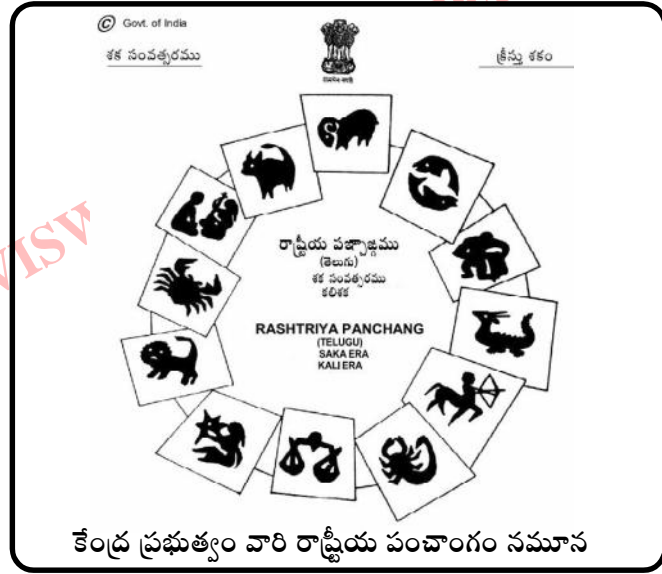 © Govt. of India
శక సంవత్సరము
క్రీస్తు శకం
రాష్ట్రీయ పఞ్చాఙ్గము
(తెలుగు)
శక సంవత్సరము
కలిశక
RASHTRIYA PANCHANG
(TELUGU)
SAKA ERA
KALI ERA
కేంద్ర ప్రభుత్వం వారి రాష్ట్రీయ పంచాంగం నమూన